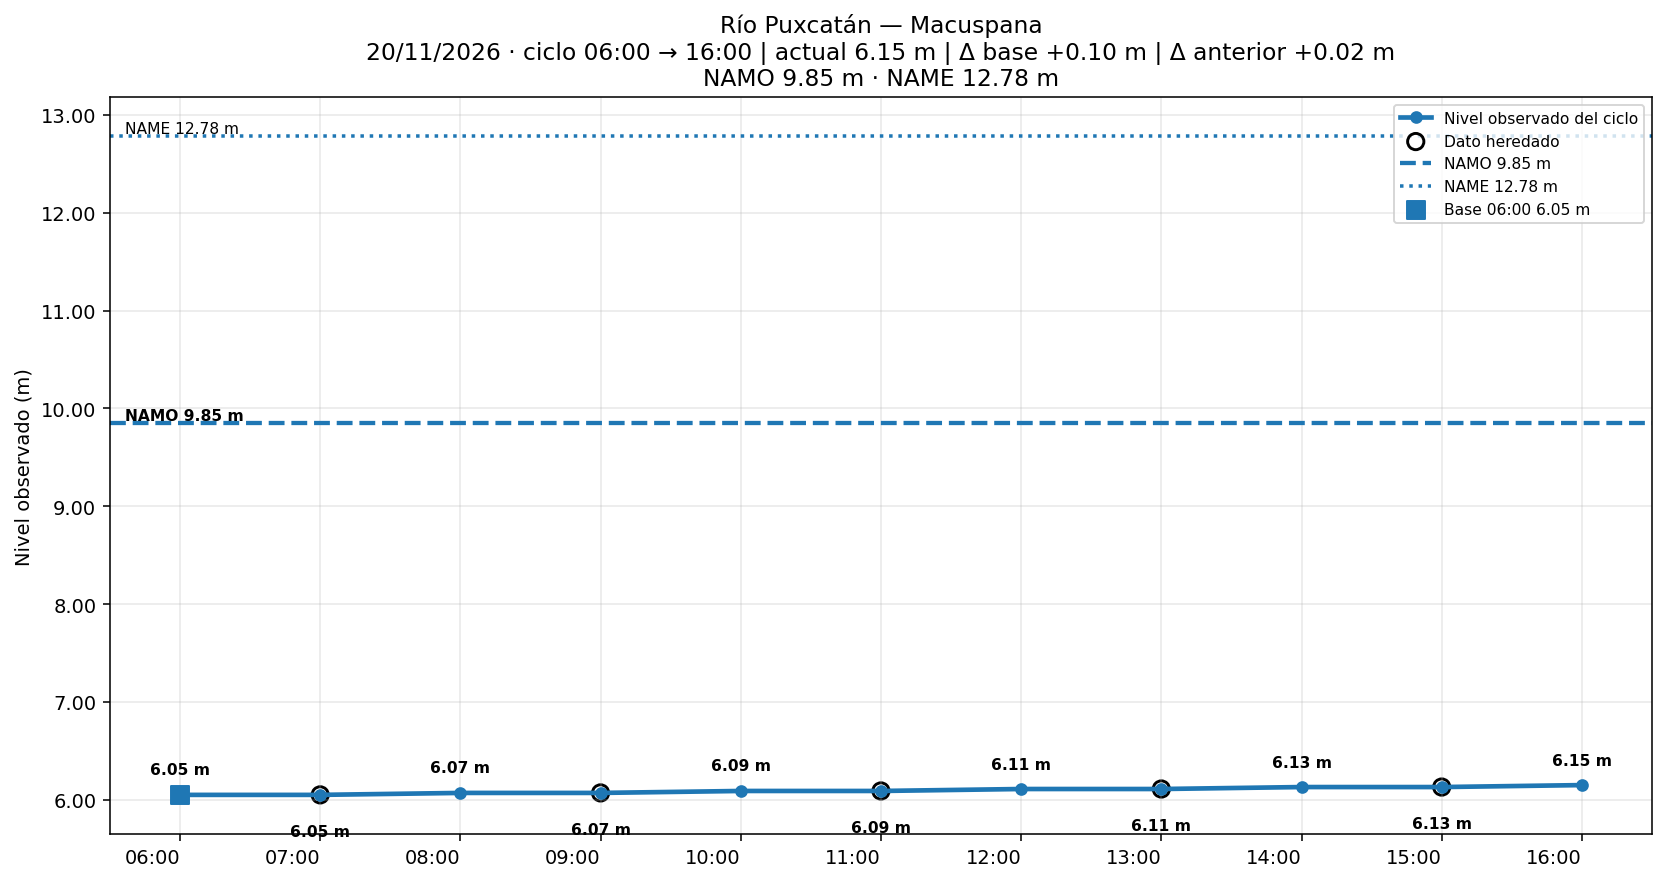 Río Puxcatán — Macuspana
20/11/2026 · ciclo 06:00 → 16:00 | actual 6.15 m | Δ base +0.10 m | Δ anterior +0.02 m
NAMO 9.85 m · NAME 12.78 m
Nivel observado (m)
13.00
12.00
11.00
10.00
9.00
8.00
7.00
6.00
NAME 12.78 m
NAMO 9.85 m
Nivel observado del ciclo
Dato heredado
NAMO 9.85 m
NAME 12.78 m
Base 06:00 6.05 m
6.05 m
6.05 m
6.07 m
6.07 m
6.09 m
6.09 m
6.11 m
6.11 m
6.13 m
6.13 m
6.15 m
06:00
07:00
08:00
09:00
10:00
11:00
12:00
13:00
14:00
15:00
16:00